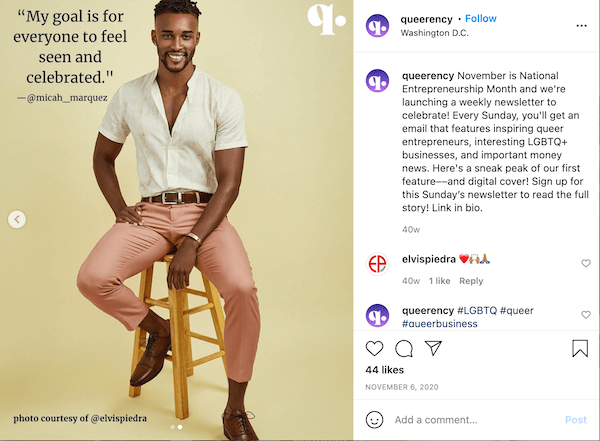 “My goal is for
everyone to feel
seen and
celebrated."
—@micah_marquez
q.
photo courtesy of @elvispiedra
q.
queerency • Follow
Washington D.C.
...
q.
queerency November is National
Entrepreneurship Month and we're
launching a weekly newsletter to
celebrate! Every Sunday, you'll get an
email that features inspiring queer
entrepreneurs, interesting LGBTQ+
businesses, and important money
news. Here's a sneak peak of our first
feature––and digital cover! Sign up for
this Sunday's newsletter to read the full
story! Link in bio.
40w
EP
elvispiedra ❤️🙌🏽🙏🏽
40w 1 like Reply
q.
queerency #LGBTQ #queer
#queerbusiness
44 likes
NOVEMBER 6, 2020
Add a comment... Post